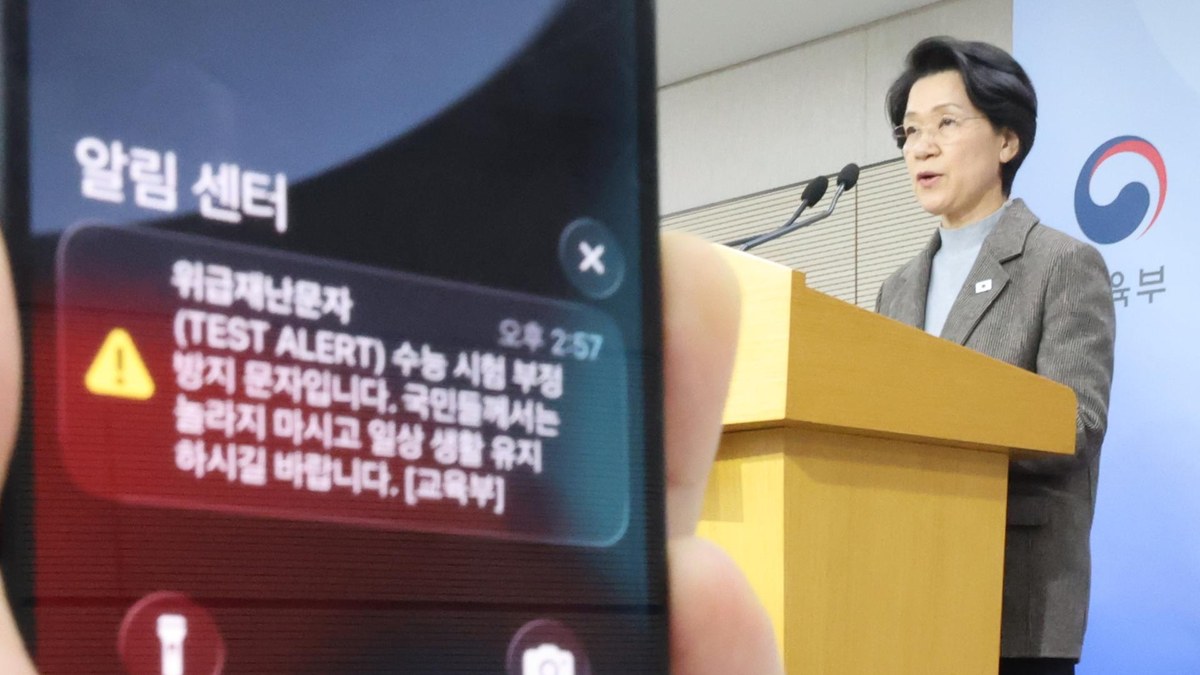 알림 센터
위급재난문자
오후 2:57
(TEST ALERT) 수능 시험 부정
방지 문자입니다. 국민들께서는
놀라지 마시고 일상 생활 유지
하시길 바랍니다. [교육부]
육부